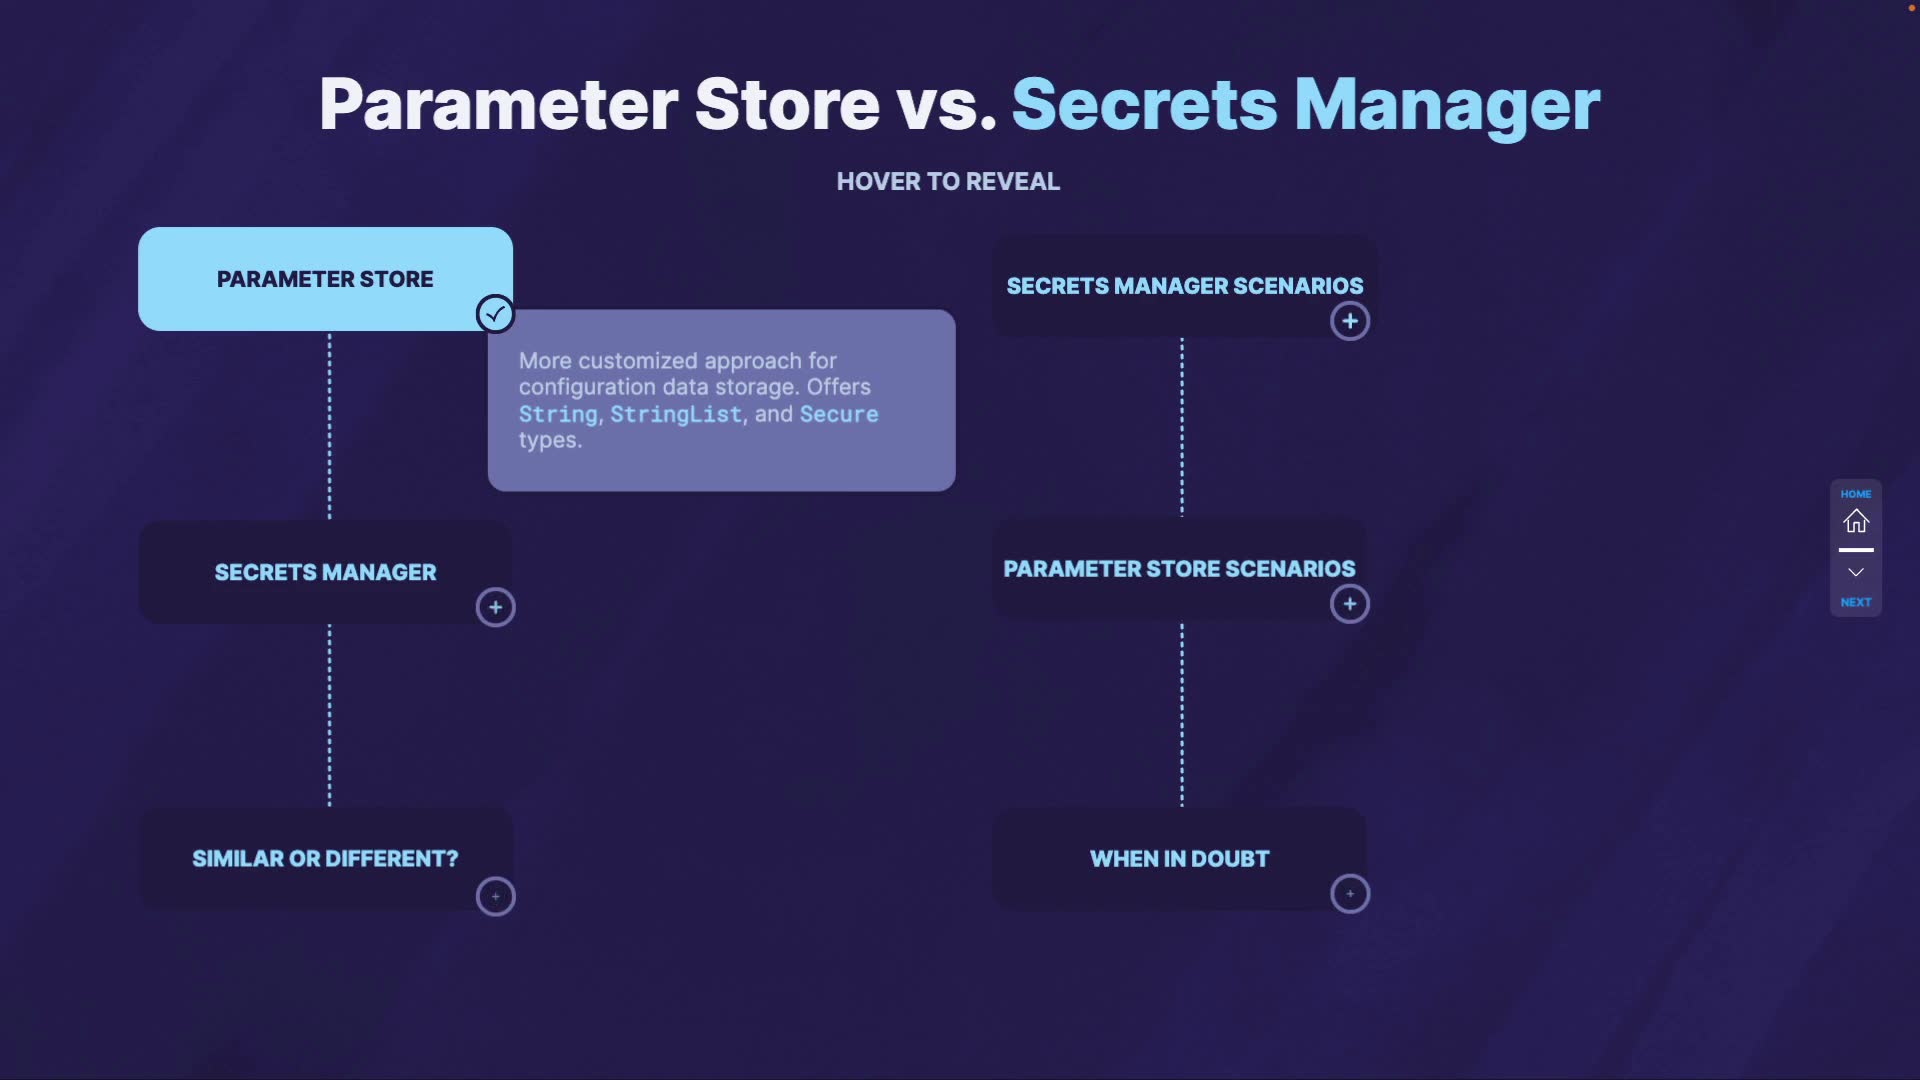 Parameter Store vs. Secrets Manager
HOVER TO REVEAL
PARAMETER STORE
More customized approach for
configuration data storage. Offers
String, StringList, and Secure
types.
SECRETS MANAGER
SIMILAR OR DIFFERENT?
SECRETS MANAGER SCENARIOS
PARAMETER STORE SCENARIOS
WHEN IN DOUBT
HOME
NEXT